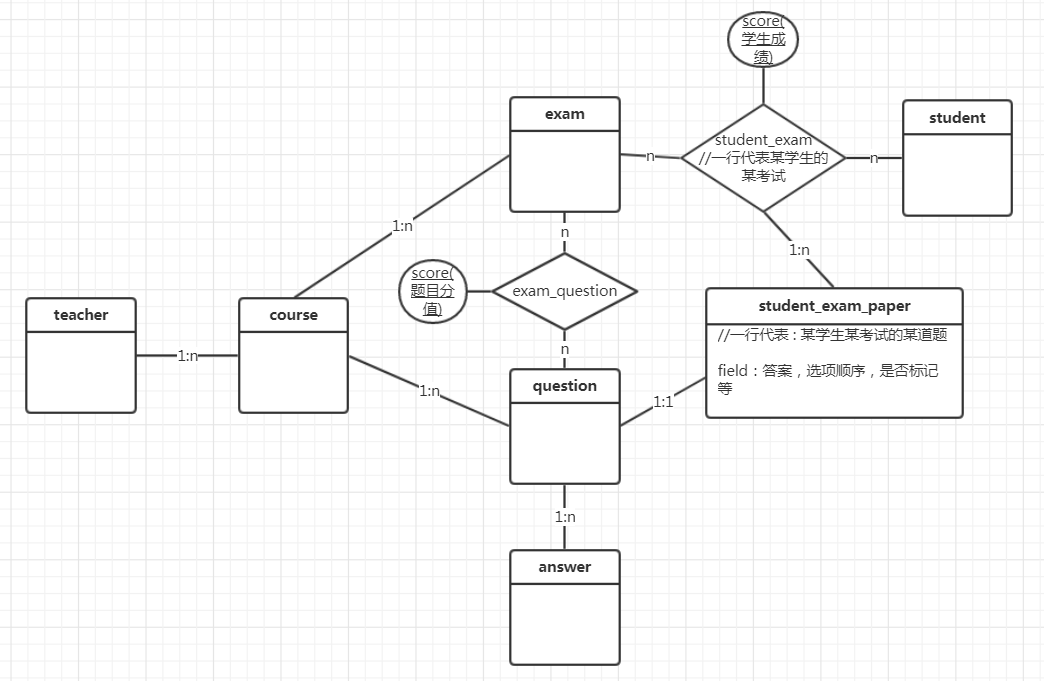 score(
学生成
绩)
exam
student
student_exam
//一行代表某学生的
某考试
n
n
1:n
n
1:n
score(
题目分
值)
exam_question
teacher
course
student_exam_paper
//一行代表 : 某学生某考试的某道题
field：答案，选项顺序，是否标记
等
1:n
n
question
1:n
1:1
1:n
answer